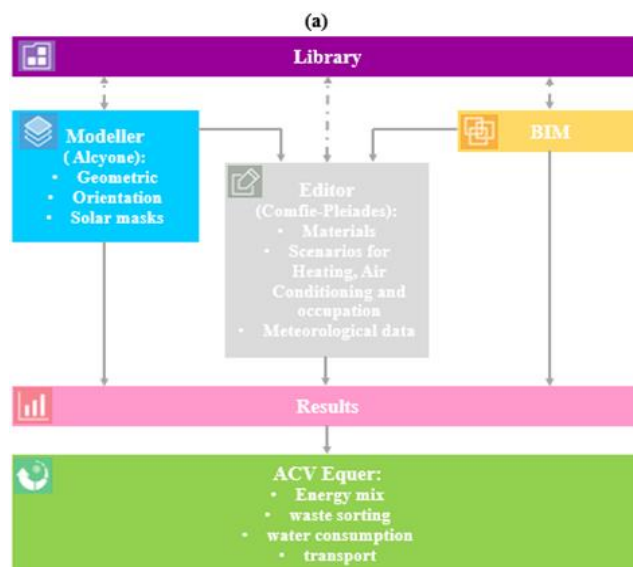 (a)
Library
Modeller
(Alcyone):
• Geometric
• Orientation
• Solar masks
BIM
Editor
(Comfie-Pleiades):
• Materials
• Scenarios for
Heating, Air
Conditioning and
occupation
• Meteorological data
Results
ACV Equer:
• Energy mix
• waste sorting
• water consumption
• transport